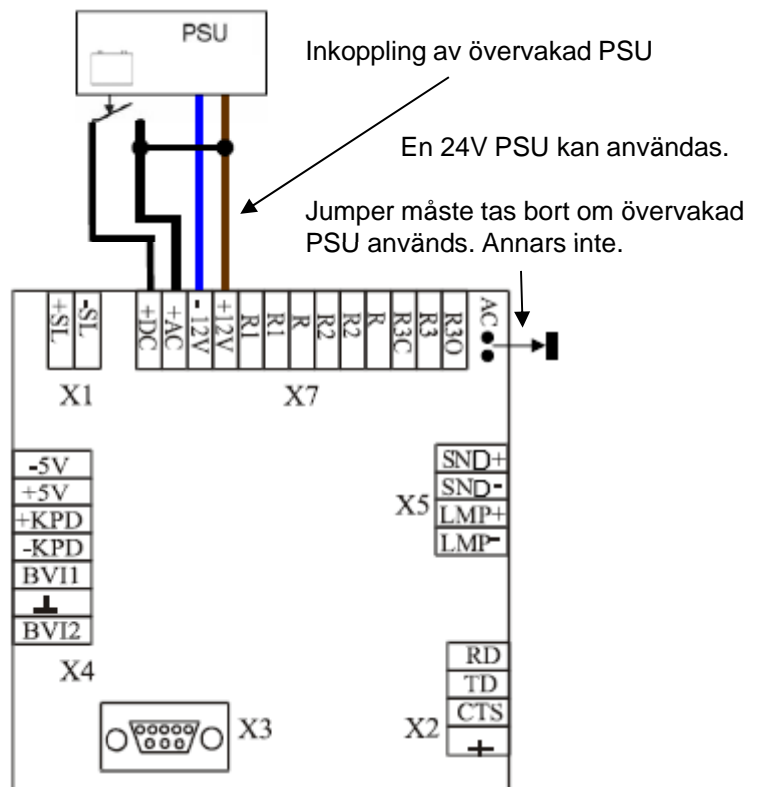 PSU
Inkoppling av övervakad PSU
En 24V PSU kan användas.
Jumper måste tas bort om övervakad
PSU används. Annars inte.
+SL
-SL
+DC
+AC
-12V
+12V
R1
R1
R
R2
R2
R
R3C
R3
R3O
AC
X1
X7
-5V
+5V
+KPD
-KPD
BVI1
BVI2
X4
SND+
SND-
LMP+
LMP-
X5
RD
TD
CTS
X2
X3